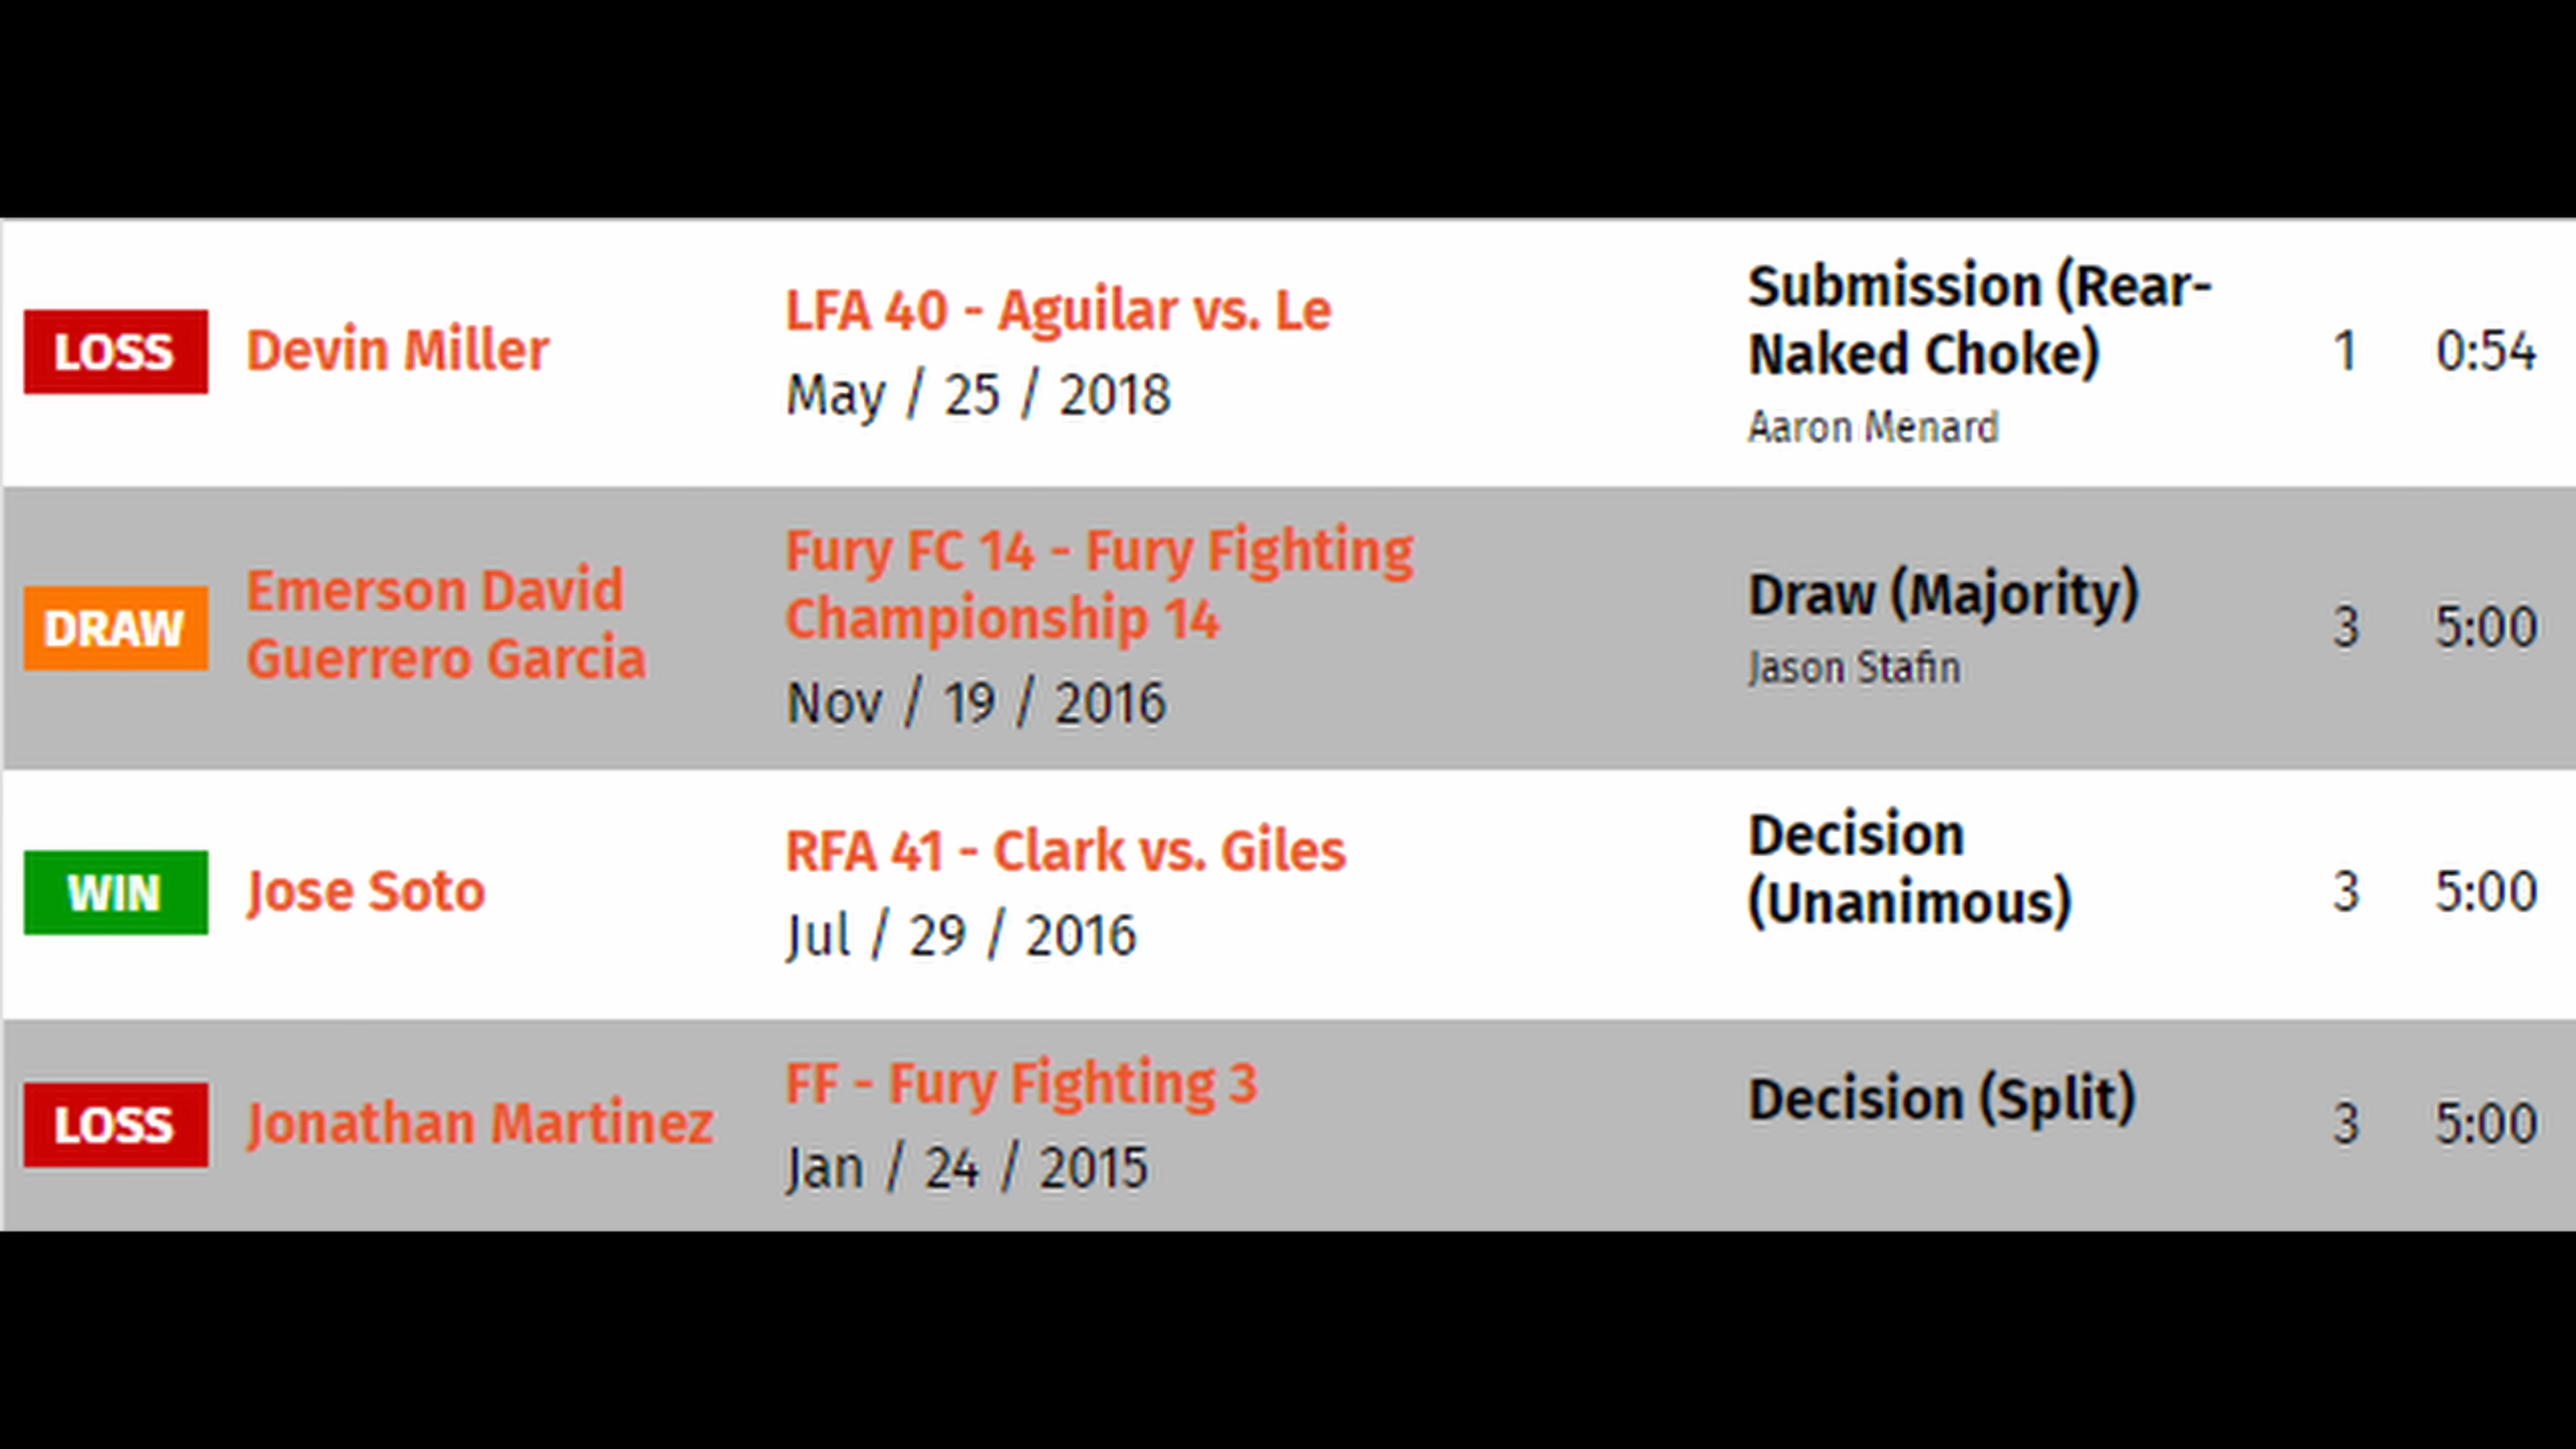 LOSS
Devin Miller
LFA 40 - Aguilar vs. Le
May / 25 / 2018
Submission (Rear-
Naked Choke)
Aaron Menard
1
0:54
DRAW
Emerson David
Guerrero Garcia
Fury FC 14 - Fury Fighting
Championship 14
Nov / 19 / 2016
Draw (Majority)
Jason Stafin
3
5:00
WIN
Jose Soto
RFA 41 - Clark vs. Giles
Jul / 29 / 2016
Decision
(Unanimous)
3
5:00
LOSS
Jonathan Martinez
FF - Fury Fighting 3
Jan / 24 / 2015
Decision (Split)
3
5:00